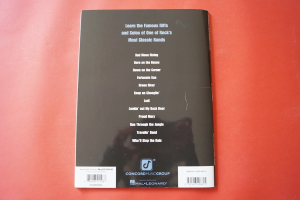 Learn the Famous Riffs
and Solos of One of Rock's
Most Classic Bands
Bad Moon Rising
Born on the Bayou
Down on the Corner
Fortunate Son
Green River
Keep on Chooglin'
Lodi
Lookin' out My Back Door
Proud Mary
Run Through the Jungle
Travelin' Band
Who'll Stop the Rain
CONCORD MUSIC GROUP
HAL•LEONARD